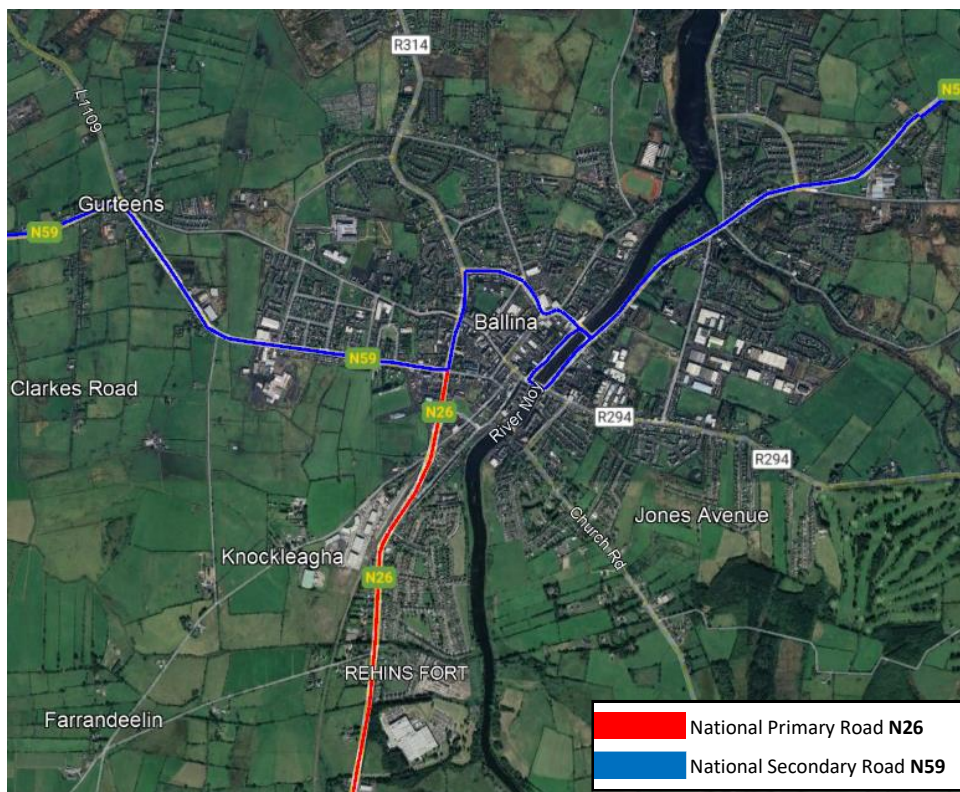 R314
N5
L1109
Gurteens
N59
Ballina
N59
Clarkes Road
N26
River Moy
R294
R294
Jones Avenue
Church Rd
Knockleagha
N26
REHINS FORT
Farrandeelin
National Primary Road N26
National Secondary Road N59